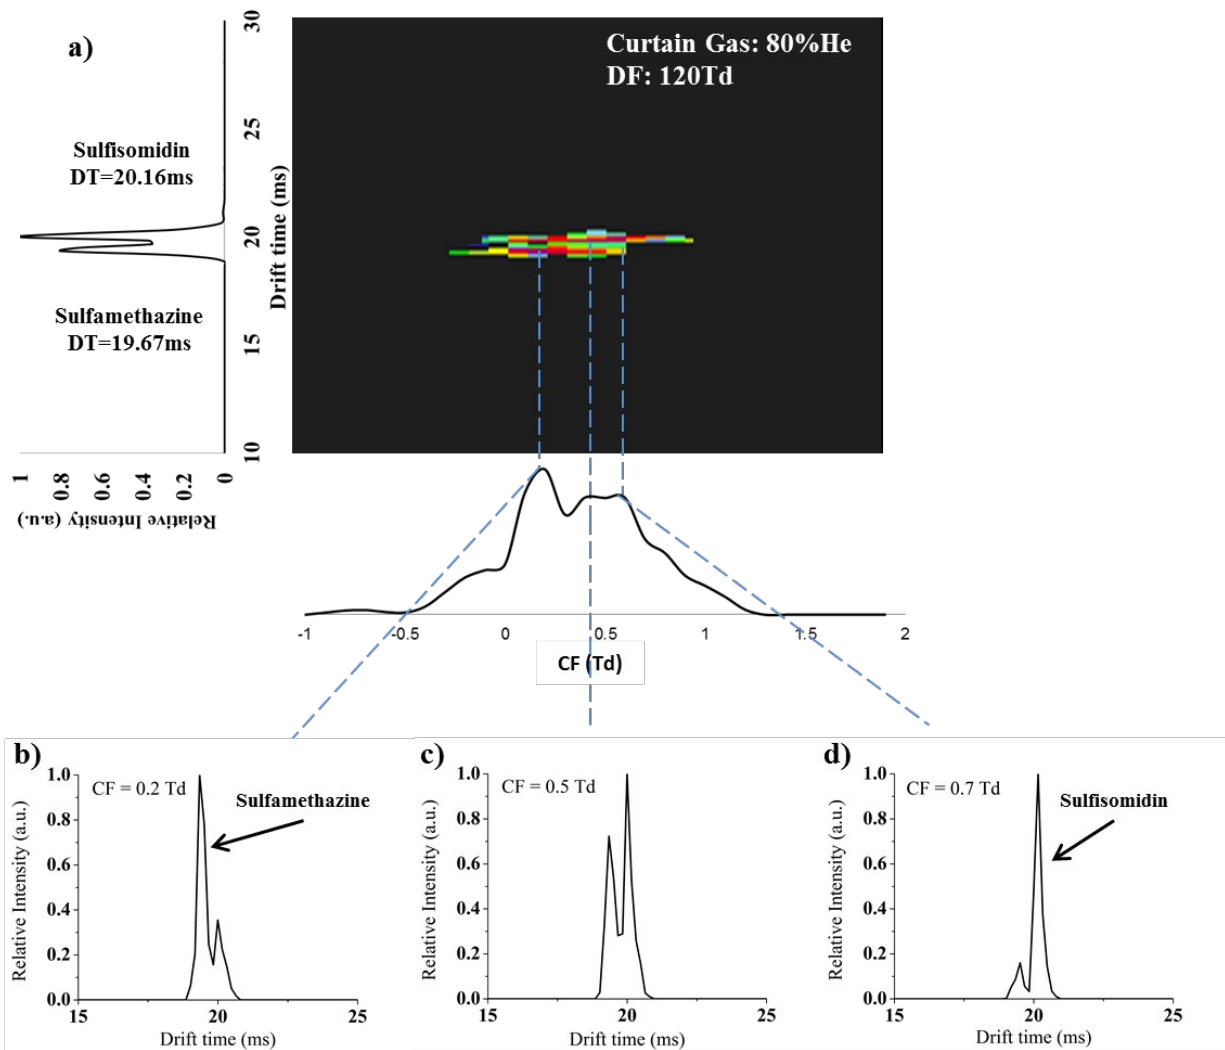 a)
Curtain Gas: 80%He
DF: 120Td
Sulfisomidin
DT=20.16ms
Sulfamethazine
DT=19.67ms
30
25
20
15
10
Drift time (ms)
1
0.8
0.6
0.4
0.2
0
Relative Intensity (a.u.)
-1
-0.5
0
0.5
1
1.5
2
CF (Td)
b)
CF = 0.2 Td
Sulfamethazine
1.0
0.8
0.6
0.4
0.2
0.0
Relative Intensity (a.u.)
15
20
25
Drift time (ms)
c)
CF = 0.5 Td
1.0
0.8
0.6
0.4
0.2
0.0
Relative Intensity (a.u.)
15
20
25
Drift time (ms)
d)
CF = 0.7 Td
Sulfisomidin
1.0
0.8
0.6
0.4
0.2
0.0
Relative Intensity (a.u.)
15
20
25
Drift time (ms)